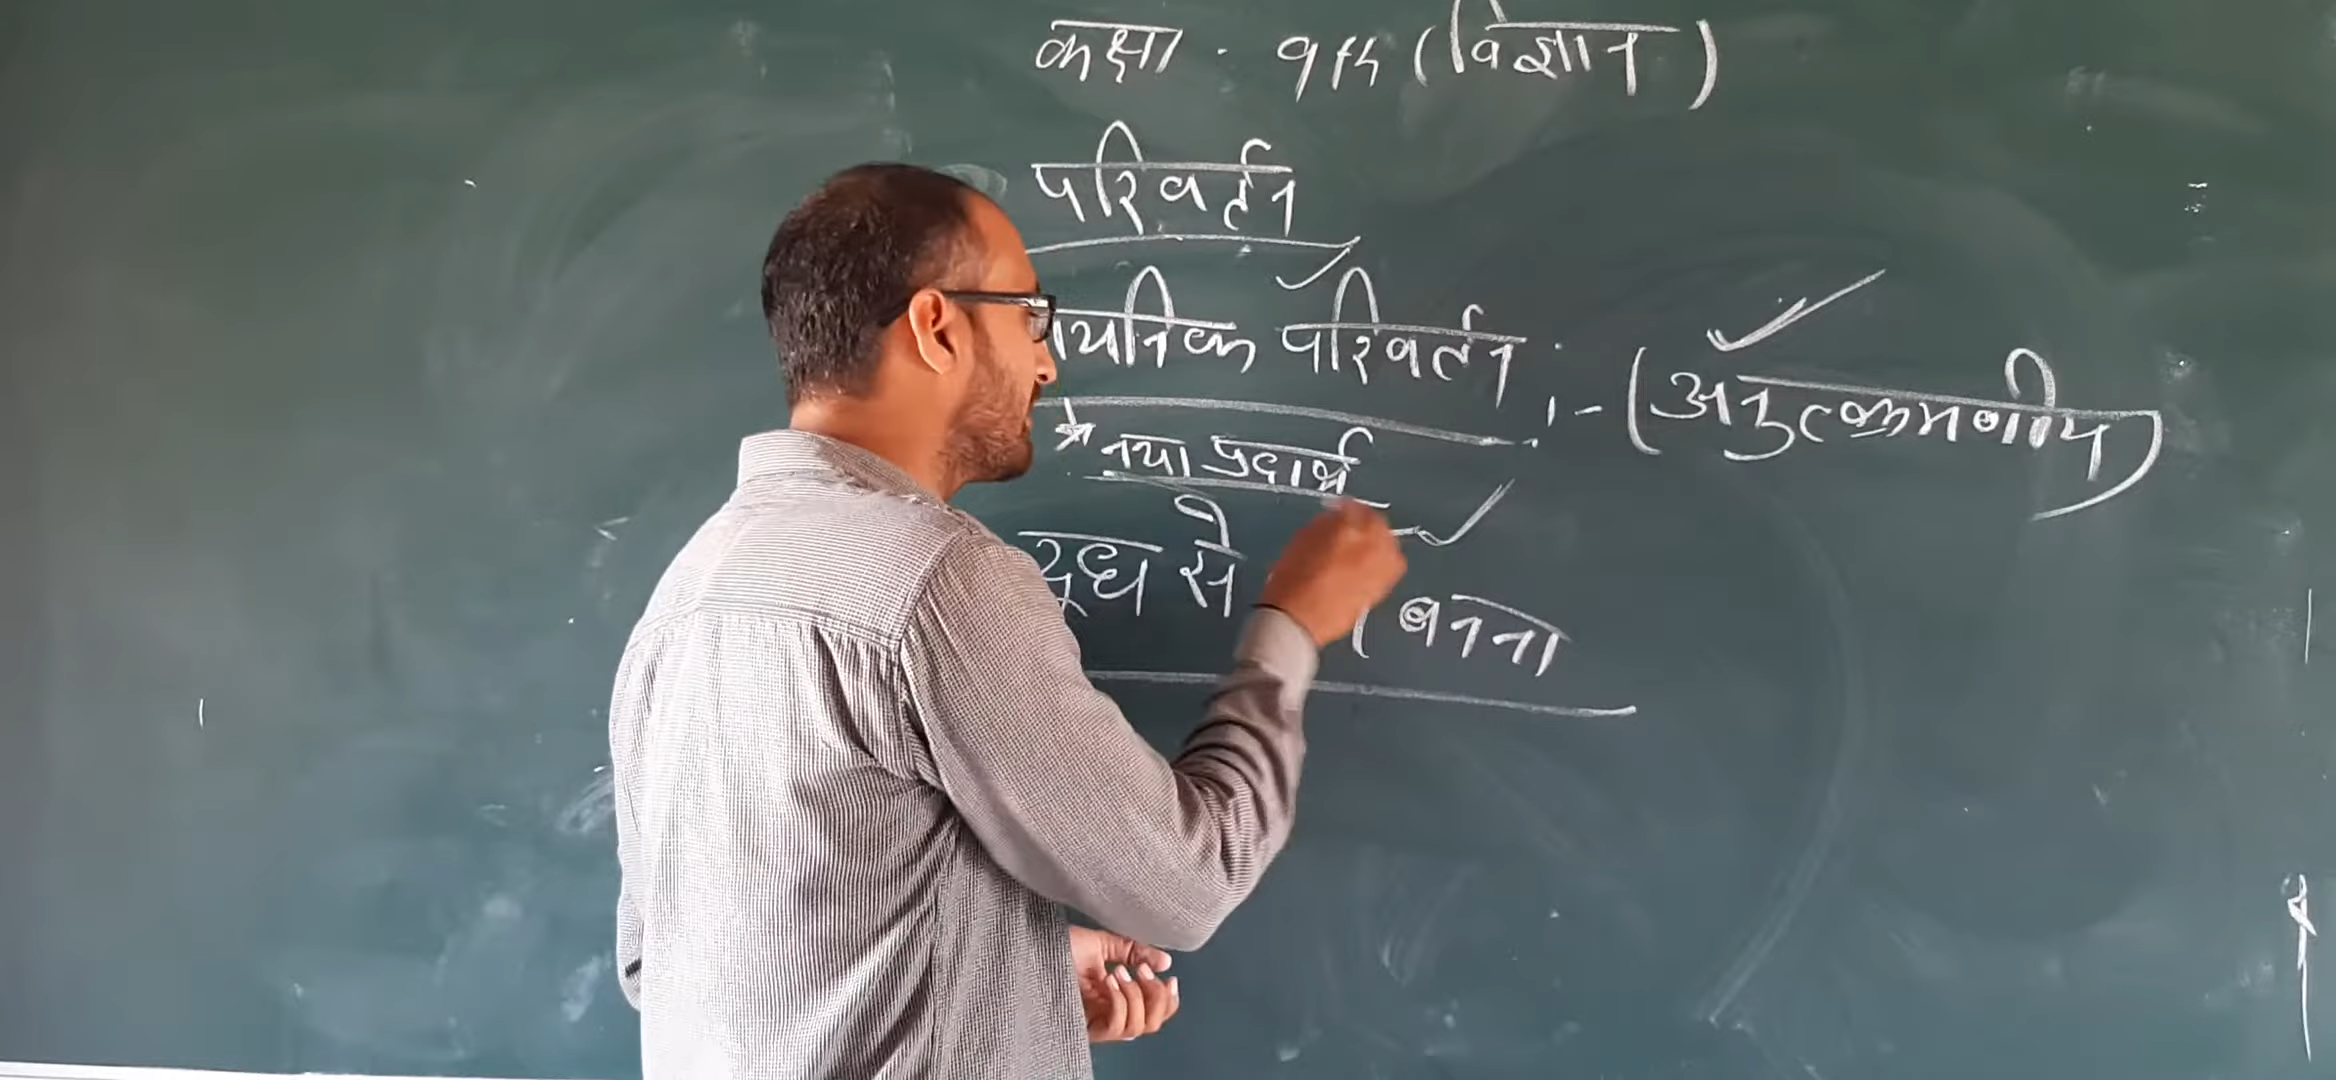 कक्षा - 9th (विज्ञान)
परिवर्तन
यनिक परिवर्तन :- (अनुत्क्रमणीय)
* नया पदार्थ
दूध से बनना